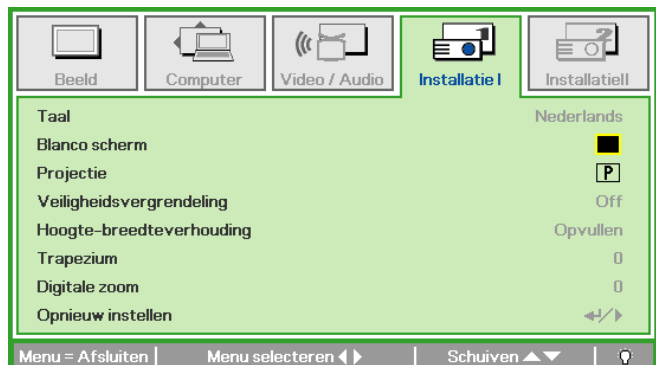 Beeld
Computer
Video / Audio
Installatie I
InstallatieII
Taal Nederlands
Blanco scherm
Projectie P
Veiligheidsvergrendeling Off
Hoogte-breedteverhouding Opvullen
Trapezium 0
Digitale zoom 0
Opnieuw instellen
Menu = Afsluiten | Menu selecteren | Schuiven |